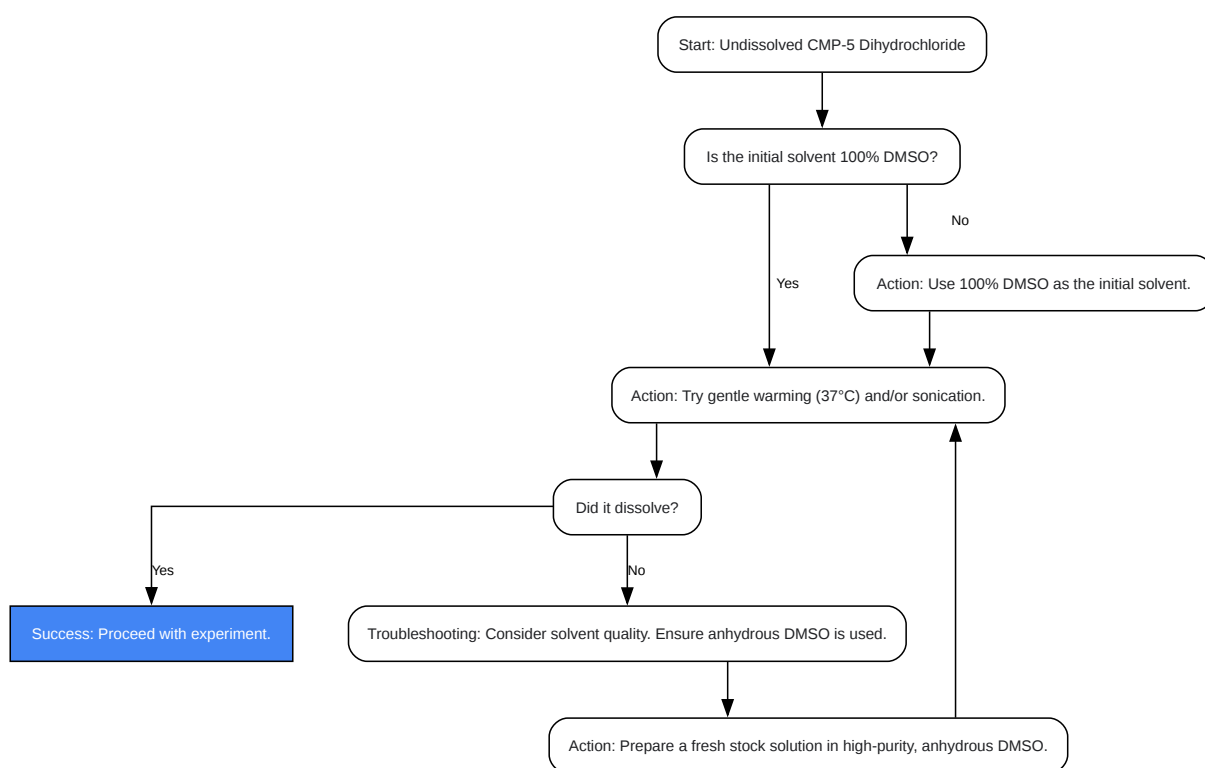 Start: Undissolved CMP-5 Dihydrochloride
Is the initial solvent 100% DMSO?
No
Yes
Action: Use 100% DMSO as the initial solvent.
Action: Try gentle warming (37°C) and/or sonication.
Did it dissolve?
Yes
No
Success: Proceed with experiment.
Troubleshooting: Consider solvent quality. Ensure anhydrous DMSO is used.
Action: Prepare a fresh stock solution in high-purity, anhydrous DMSO.